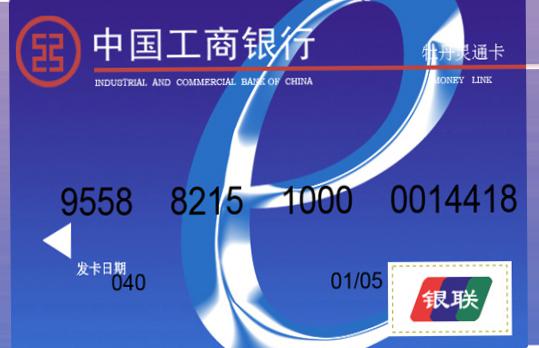 中国工商银行
INDUSTRIAL AND COMMERCIAL BANK OF CHINA
牡丹灵通卡
MONEY LINK
9558 8215 1000 0014418
发卡日期
040 01/05
银联